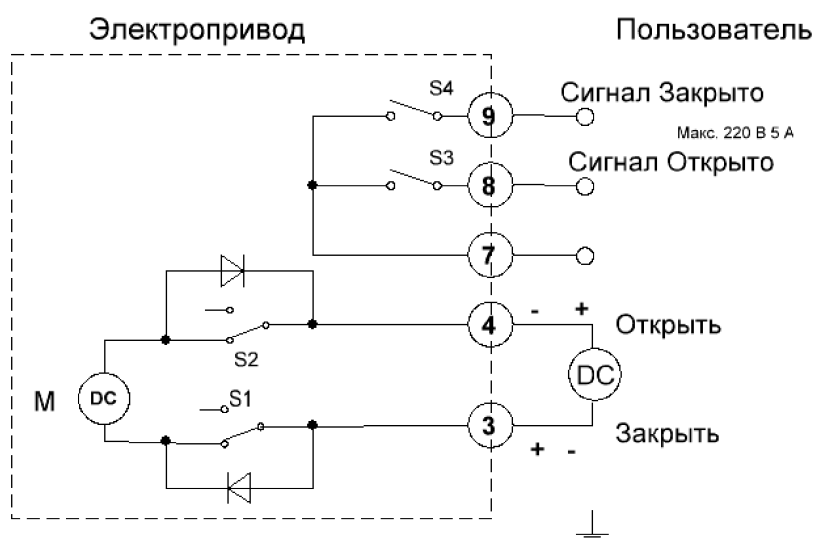 Электропривод
Пользователь
S4
9
Сигнал Закрыто
Макс. 220 В 5 А
S3
8
Сигнал Открыто
7
4
- +
Открыть
S2
DC
M
DC
S1
3
Закрыть
+ -